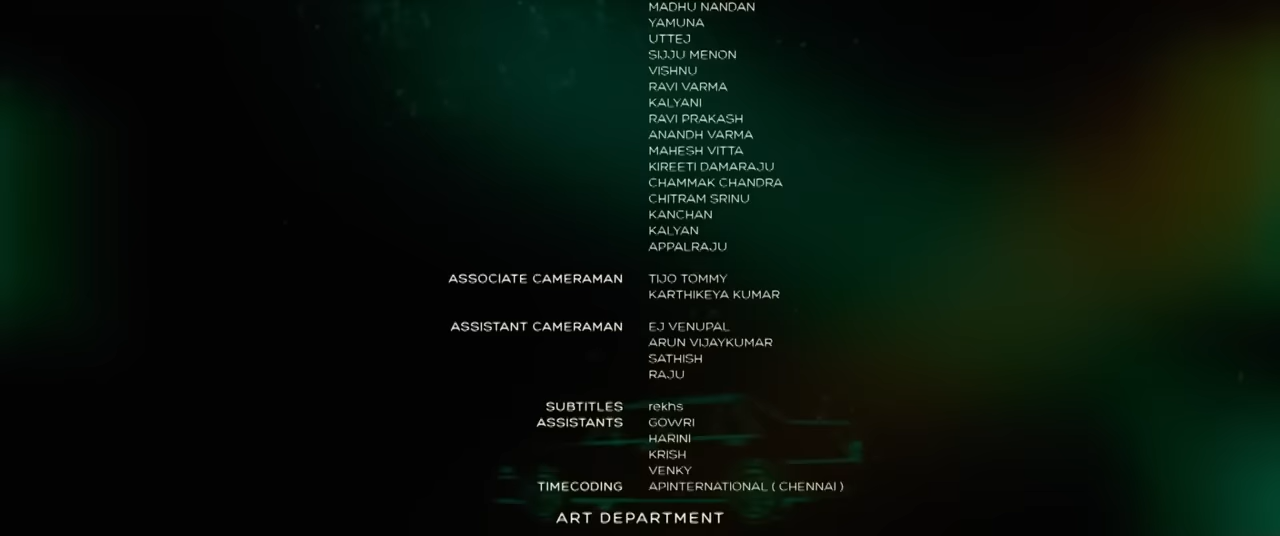 MADHU NANDAN
YAMUNA
UTTEJ
SIJJU MENON
VISHNU
RAVI VARMA
KALYANI
RAVI PRAKASH
ANANDH VARMA
MAHESH VITTA
KIREETI DAMARAJU
CHAMMAK CHANDRA
CHITRAM SRINU
KANCHAN
KALYAN
APPALRAJU
ASSOCIATE CAMERAMAN TIJO TOMMY
KARTHIKEYA KUMAR
ASSISTANT CAMERAMAN EJ VENUPAL
ARUN VIJAYKUMAR
SATHISH
RAJU
SUBTITLES rekhs
ASSISTANTS GOWRI
HARINI
KRISH
VENKY
TIMECODING APINTERNATIONAL ( CHENNAI )
ART DEPARTMENT